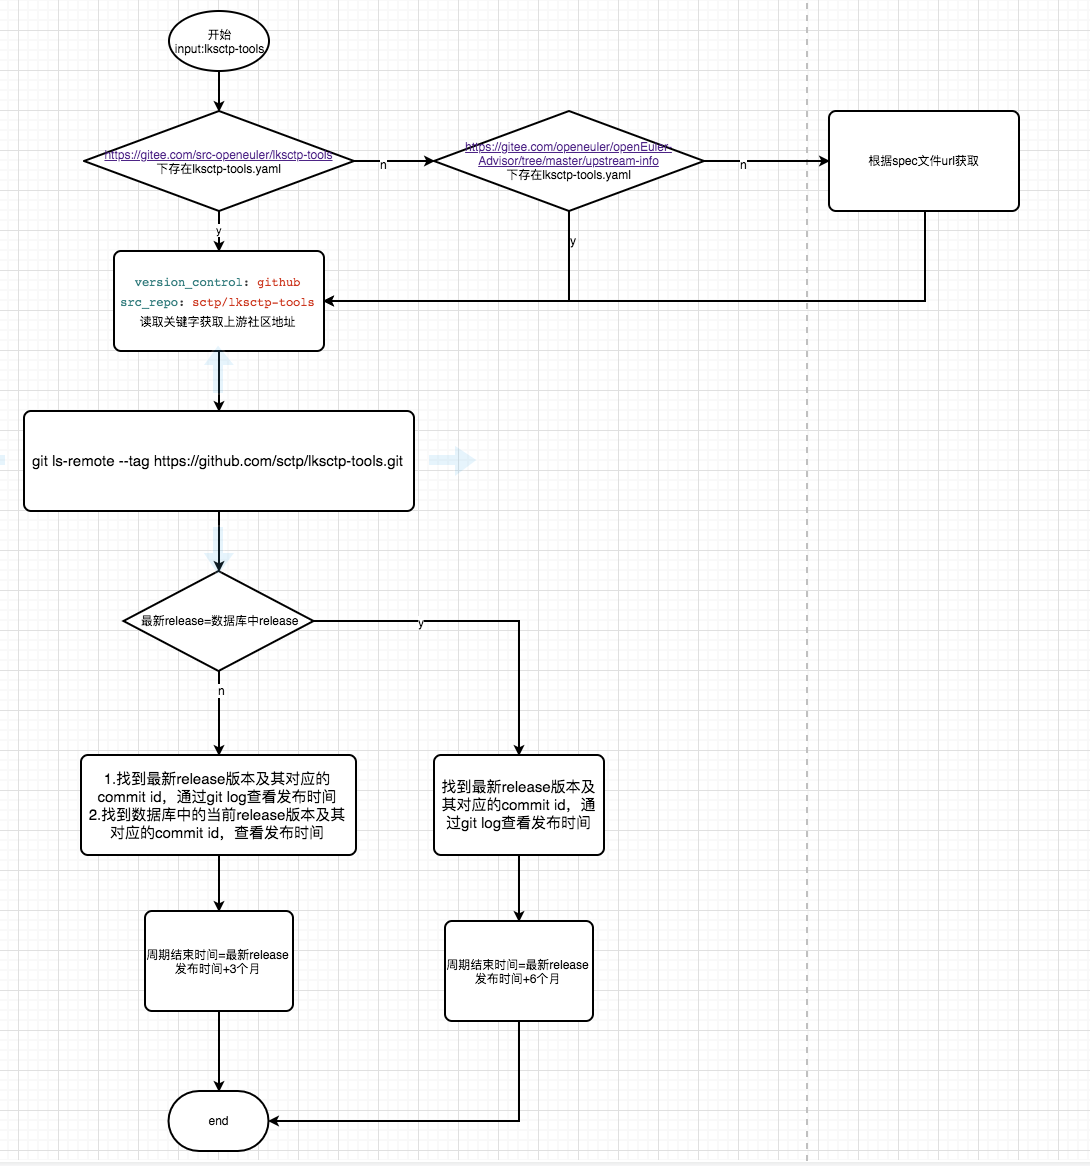 开始
input:lksctp-tools
https://gitee.com/src-openeuler/lksctp-tools
下存在lksctp-tools.yaml
n
https://gitee.com/openeuler/openEuler-
Advisor/tree/master/upstream-info
下存在lksctp-tools.yaml
n
根据spec文件url获取
y
y
version_control: github
src_repo: sctp/lksctp-tools
读取关键字获取上游社区地址
git ls-remote --tag https://github.com/sctp/lksctp-tools.git
最新release=数据库中release
y
n
1.找到最新release版本及其对应的
commit id，通过git log查看发布时间
2.找到数据库中的当前release版本及其
对应的commit id，查看发布时间
找到最新release版本及
其对应的commit id，通
过git log查看发布时间
周期结束时间=最新release
发布时间+3个月
周期结束时间=最新release
发布时间+6个月
end